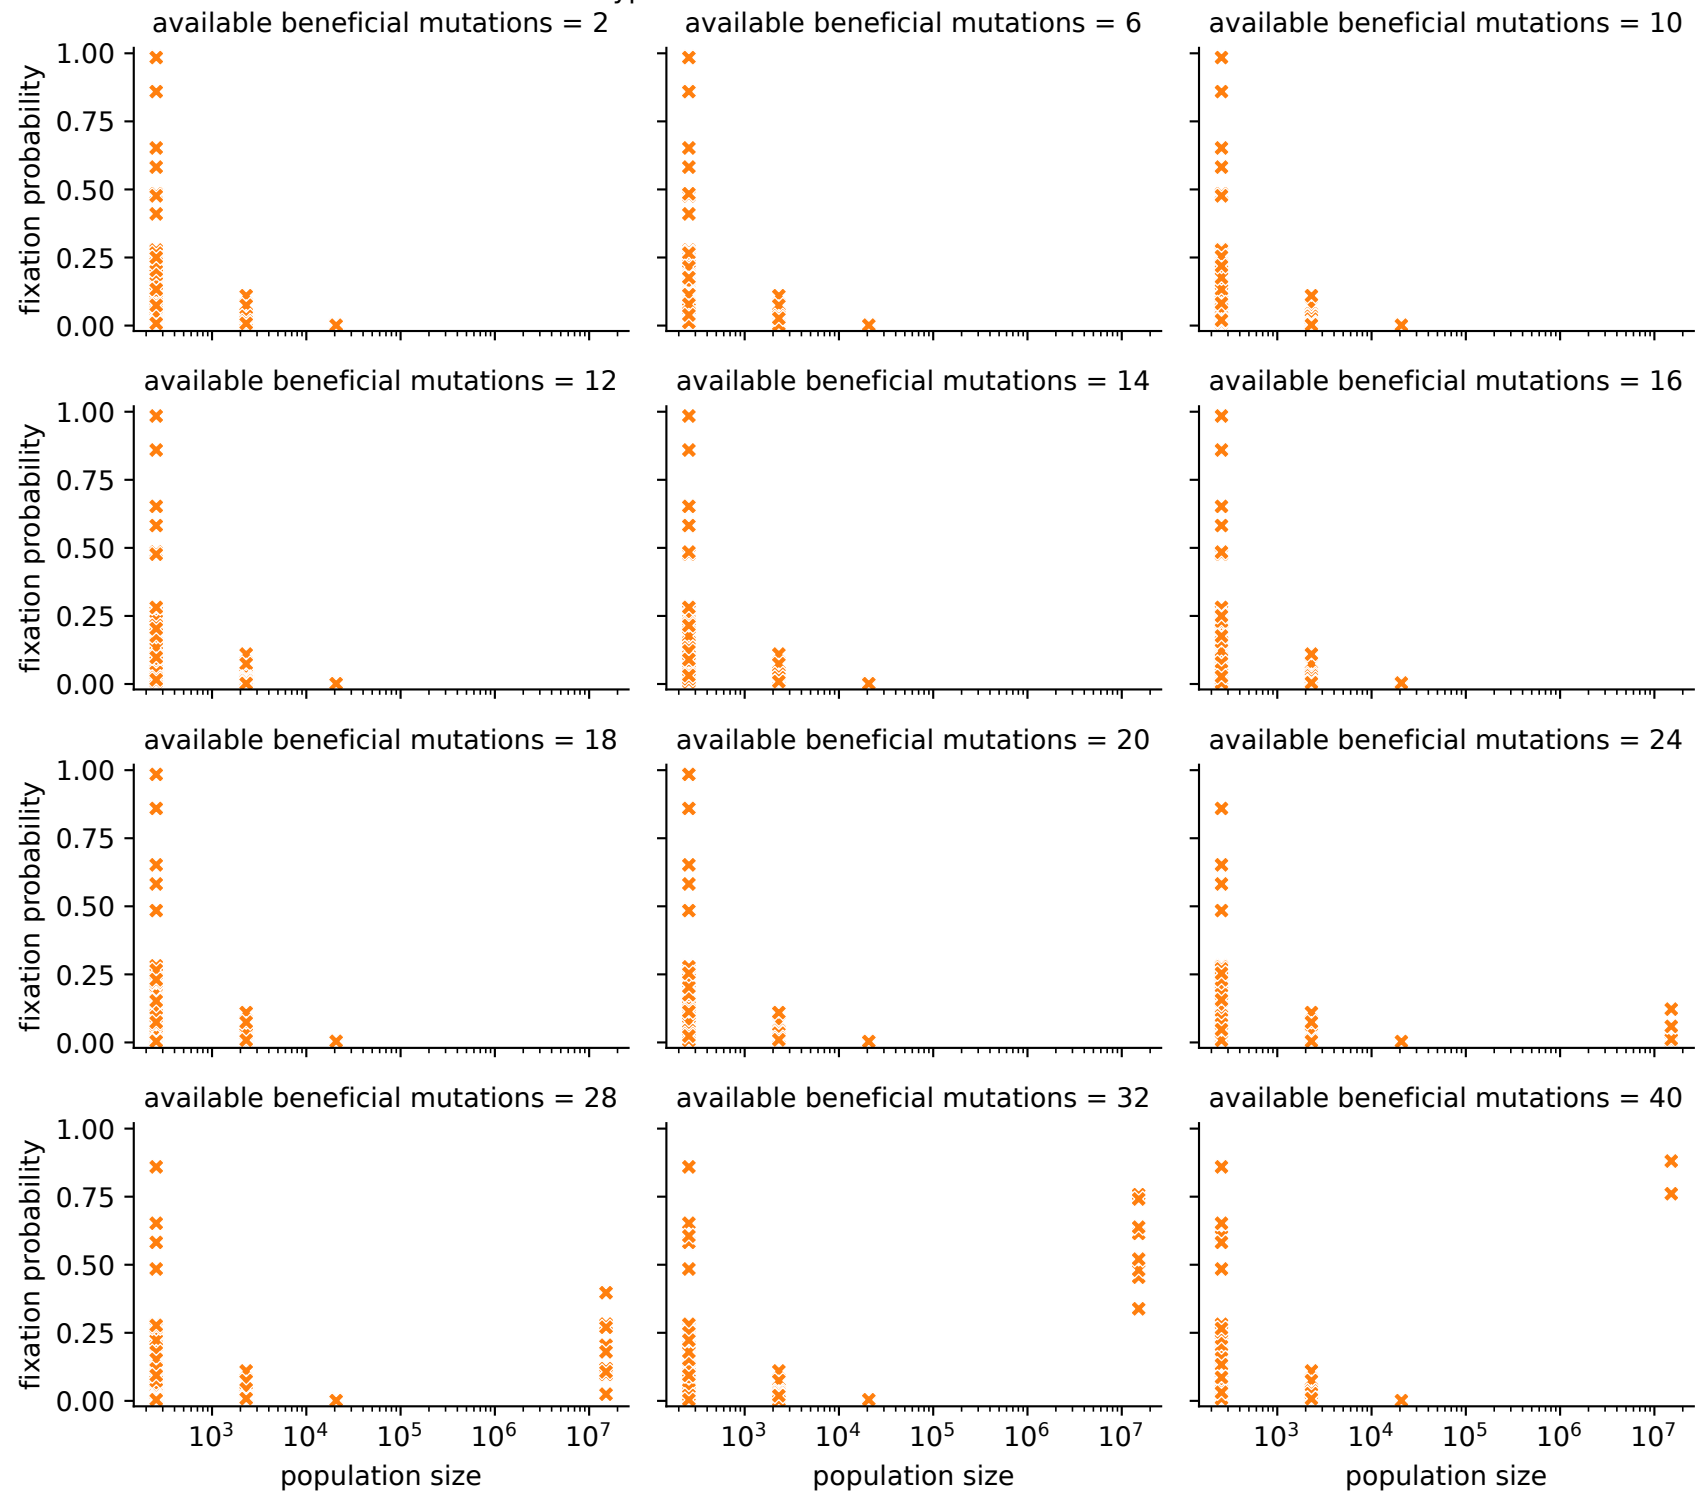 available beneficial mutations = 2
available beneficial mutations = 6
available beneficial mutations = 10
fixation probability
1.00
0.75
0.50
0.25
0.00
available beneficial mutations = 12
available beneficial mutations = 14
available beneficial mutations = 16
fixation probability
1.00
0.75
0.50
0.25
0.00
available beneficial mutations = 18
available beneficial mutations = 20
available beneficial mutations = 24
fixation probability
1.00
0.75
0.50
0.25
0.00
available beneficial mutations = 28
available beneficial mutations = 32
available beneficial mutations = 40
fixation probability
1.00
0.75
0.50
0.25
0.00
10³ 10⁴ 10⁵ 10⁶ 10⁷
10³ 10⁴ 10⁵ 10⁶ 10⁷
10³ 10⁴ 10⁵ 10⁶ 10⁷
population size
population size
population size